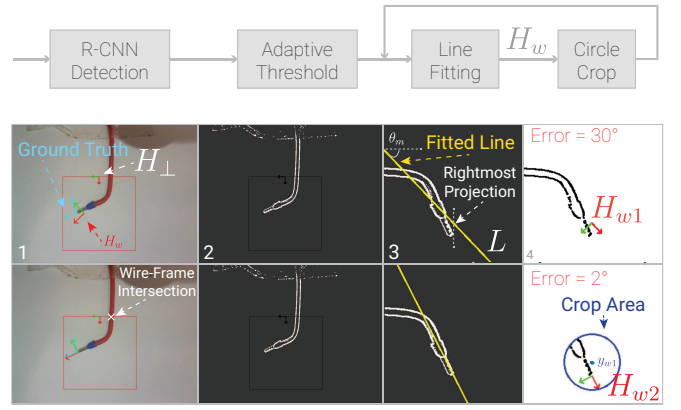 R-CNN
Detection
Adaptive
Threshold
Line
Fitting
H_w
Circle
Crop
Ground Truth
H_⊥
H_w
1
2
θ_m
Fitted Line
Rightmost
Projection
L
3
Error = 30°
H_w1
4
Wire-Frame
Intersection
Error = 2°
Crop Area
y_w1
H_w2